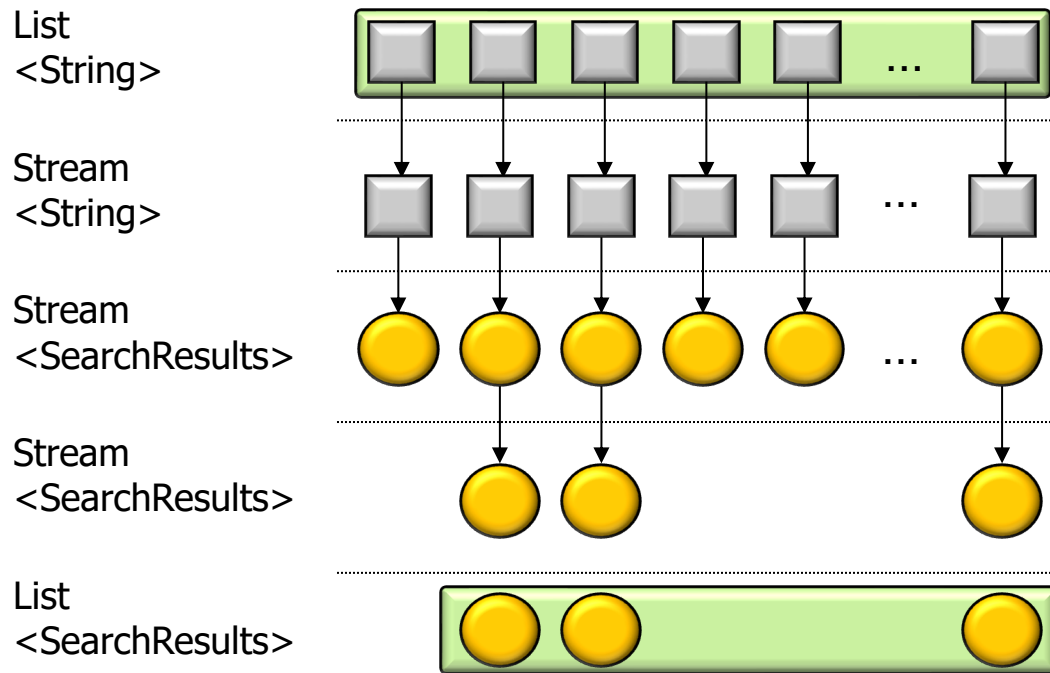 List
<String>
...
Stream
<String>
...
Stream
<SearchResults>
...
Stream
<SearchResults>
List
<SearchResults>